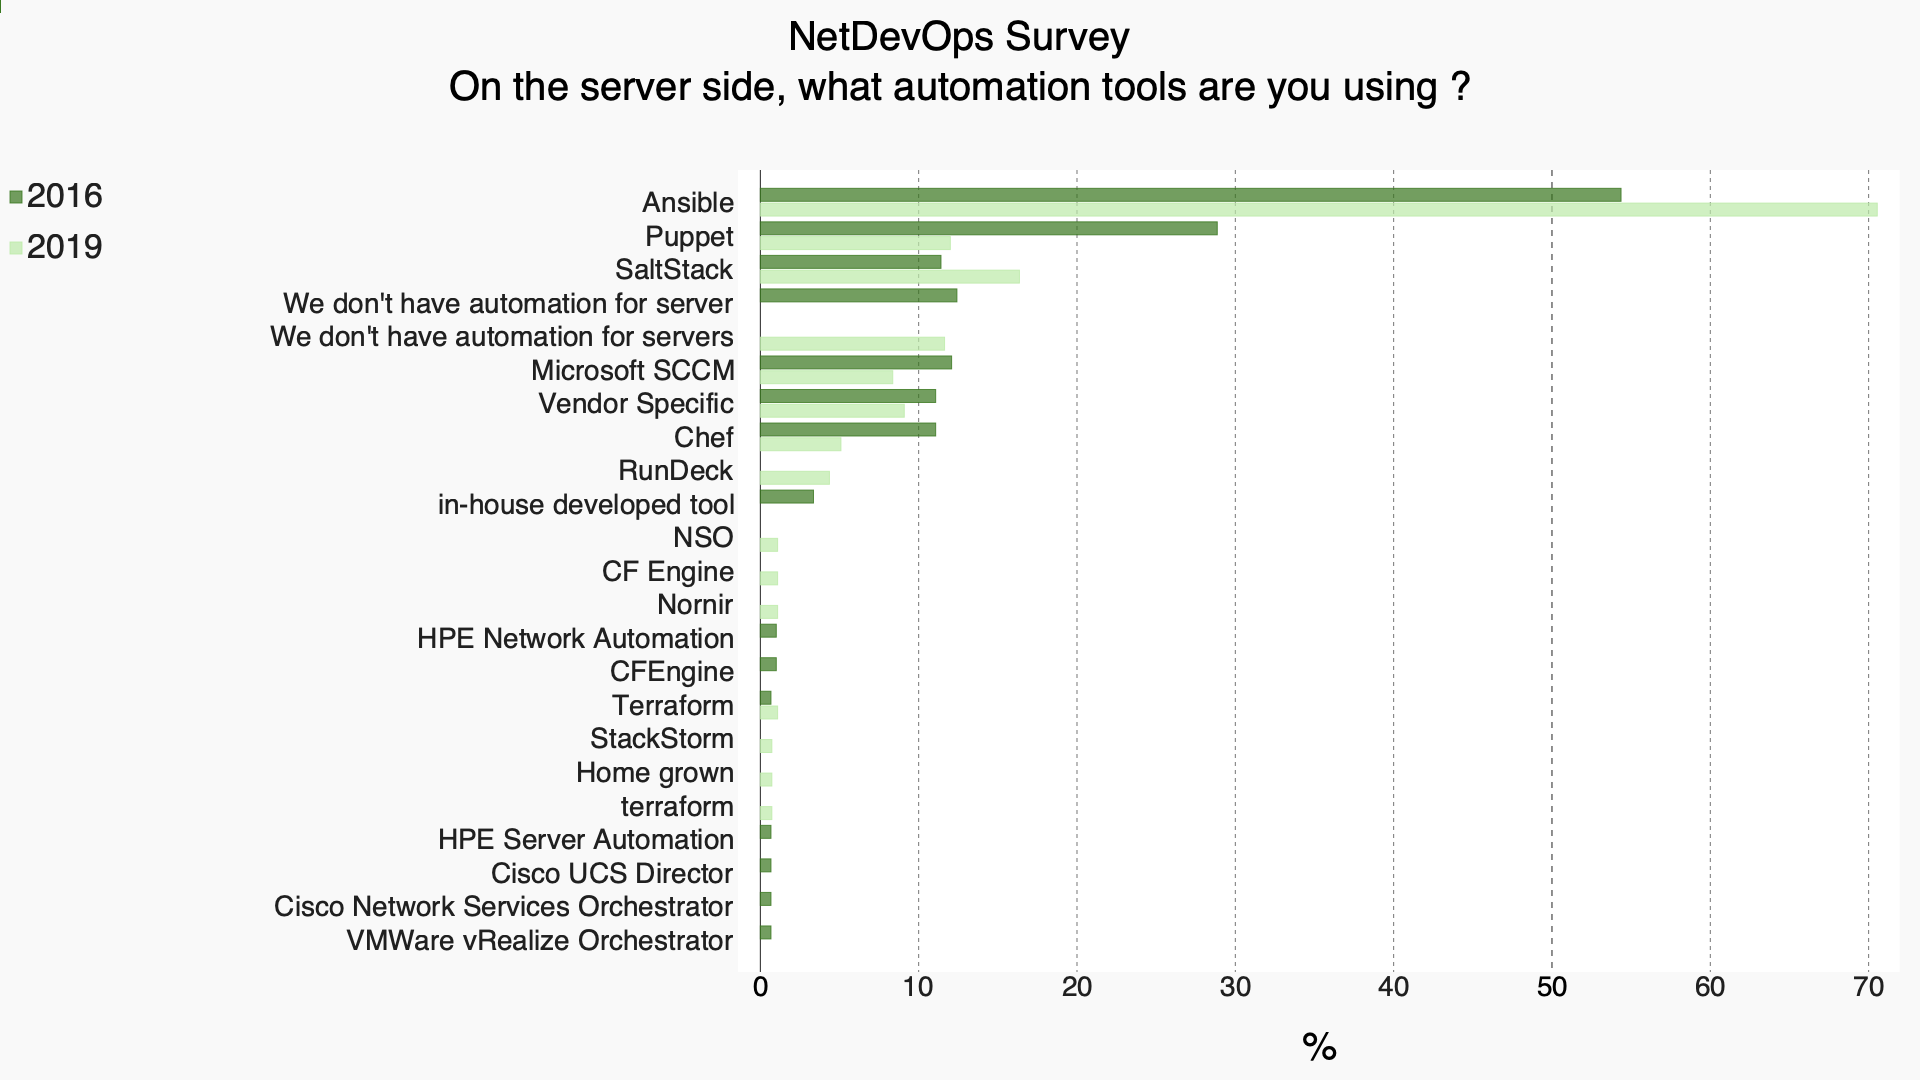 NetDevOps Survey
On the server side, what automation tools are you using ?
2016
2019
Ansible
Puppet
SaltStack
We don't have automation for server
We don't have automation for servers
Microsoft SCCM
Vendor Specific
Chef
RunDeck
in-house developed tool
NSO
CF Engine
Nornir
HPE Network Automation
CFEngine
Terraform
StackStorm
Home grown
terraform
HPE Server Automation
Cisco UCS Director
Cisco Network Services Orchestrator
VMWare vRealize Orchestrator
0 10 20 30 40 50 60 70
%